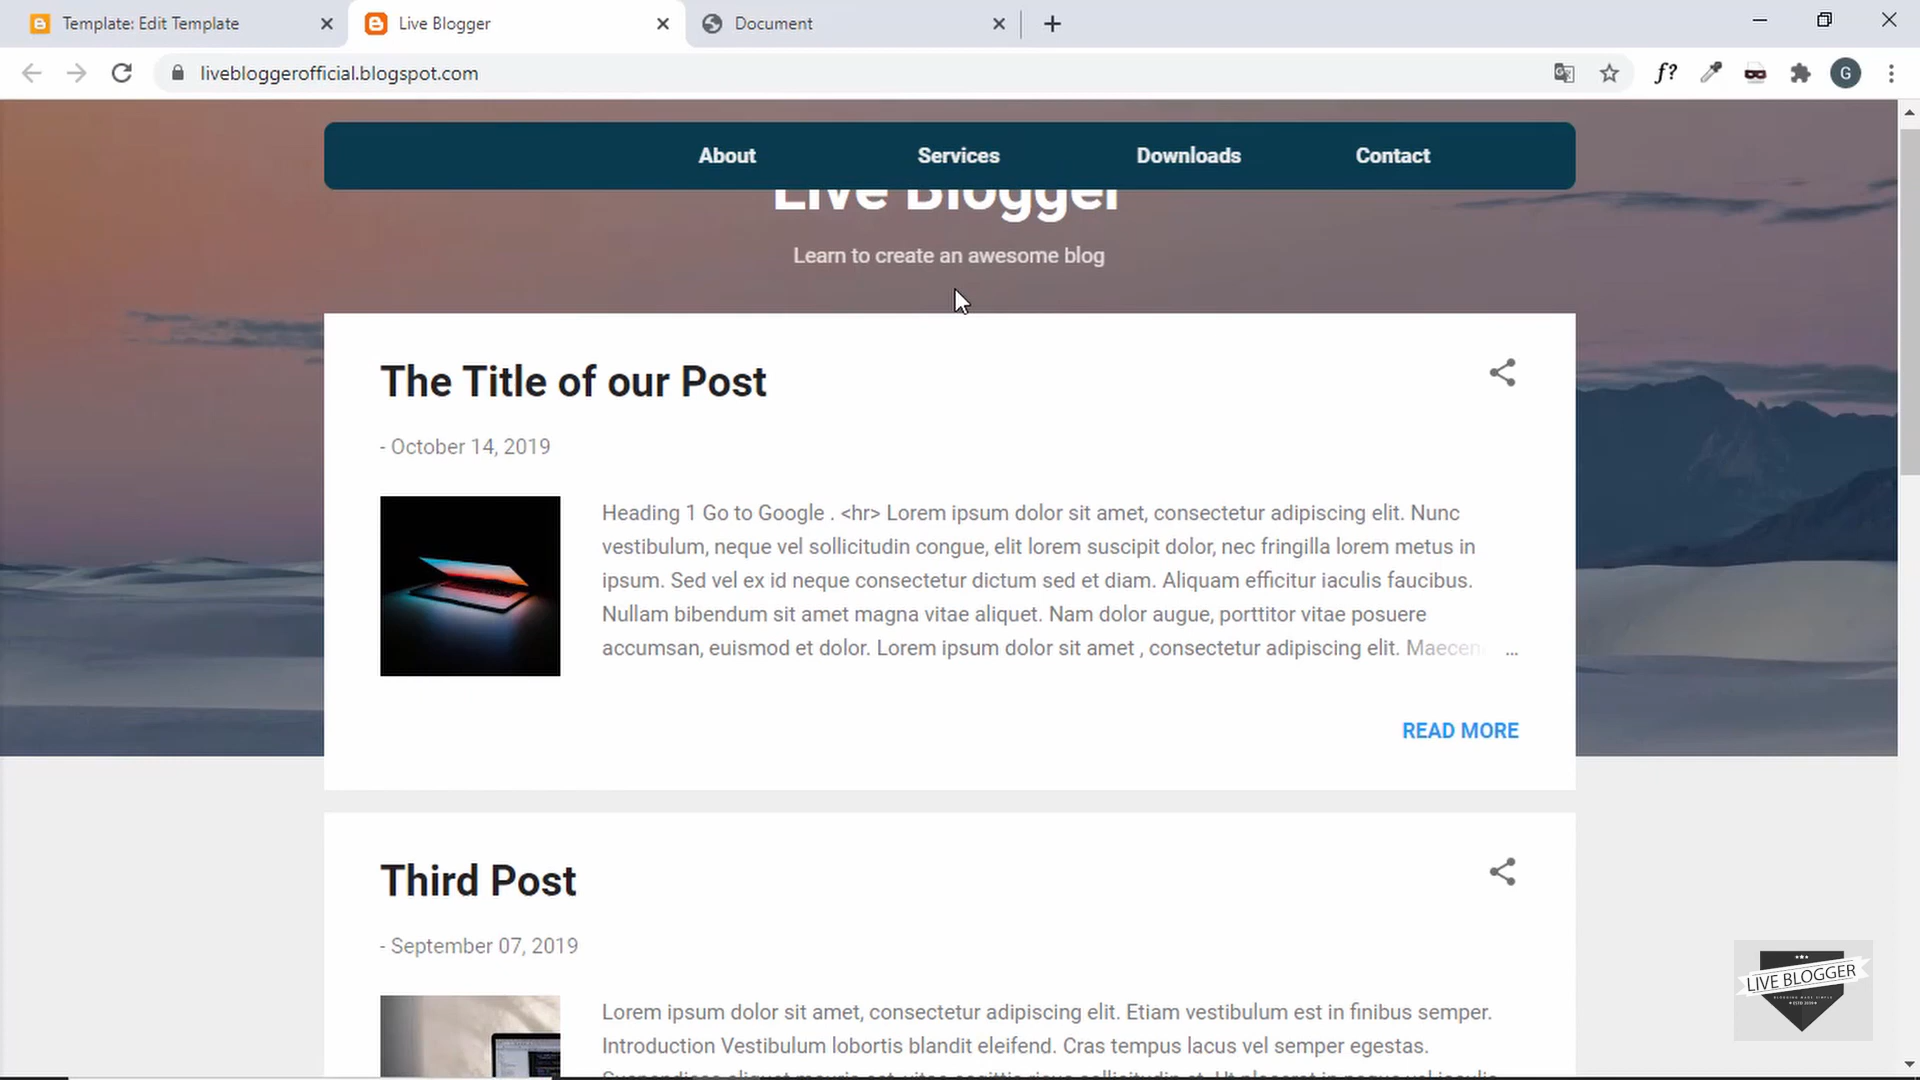 Template: Edit Template
Live Blogger
Document
livebloggerofficial.blogspot.com
f?
G
About
Services
Downloads
Contact
Live Blogger
Learn to create an awesome blog
The Title of our Post
- October 14, 2019
Heading 1 Go to Google . <hr> Lorem ipsum dolor sit amet, consectetur adipiscing elit. Nunc
vestibulum, neque vel sollicitudin congue, elit lorem suscipit dolor, nec fringilla lorem metus in
ipsum. Sed vel ex id neque consectetur dictum sed et diam. Aliquam efficitur iaculis faucibus.
Nullam bibendum sit amet magna vitae aliquet. Nam dolor augue, porttitor vitae posuere
accumsan, euismod et dolor. Lorem ipsum dolor sit amet , consectetur adipiscing elit. Maecen ...
READ MORE
Third Post
- September 07, 2019
Lorem ipsum dolor sit amet, consectetur adipiscing elit. Etiam vestibulum est in finibus semper.
Introduction Vestibulum lobortis blandit eleifend. Cras tempus lacus vel semper egestas.
LIVE BLOGGER